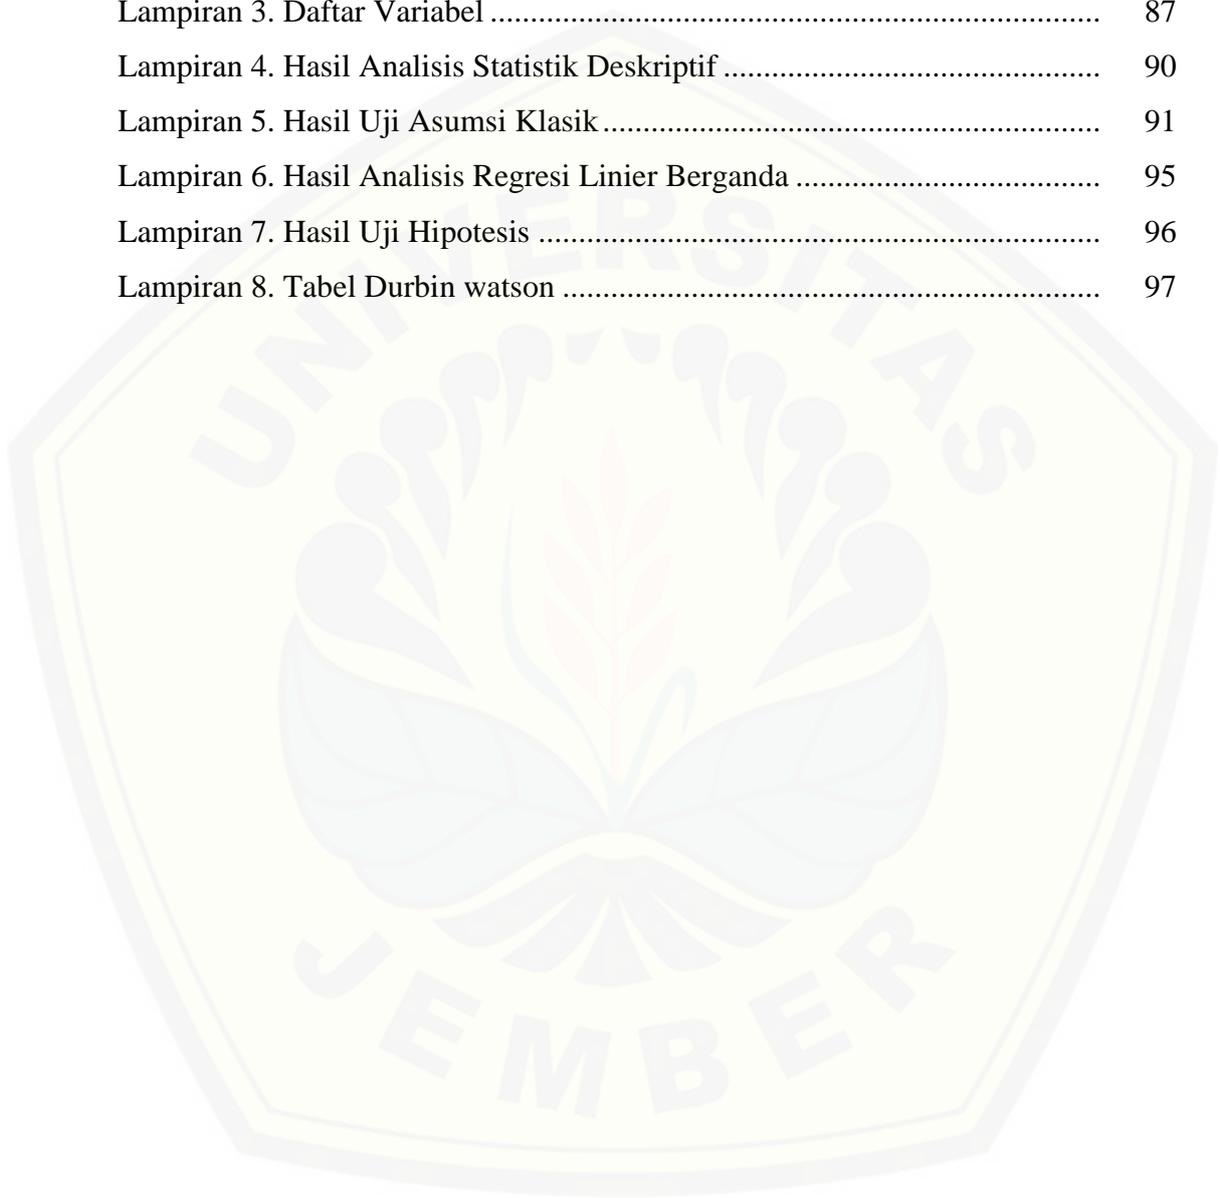 Lampiran 3. Daftar Variabel ............................................................................. 87
Lampiran 4. Hasil Analisis Statistik Deskriptif ............................................... 90
Lampiran 5. Hasil Uji Asumsi Klasik .............................................................. 91
Lampiran 6. Hasil Analisis Regresi Linier Berganda ...................................... 95
Lampiran 7. Hasil Uji Hipotesis ...................................................................... 96
Lampiran 8. Tabel Durbin watson ................................................................... 97
UNIVERSITAS
JEMBER